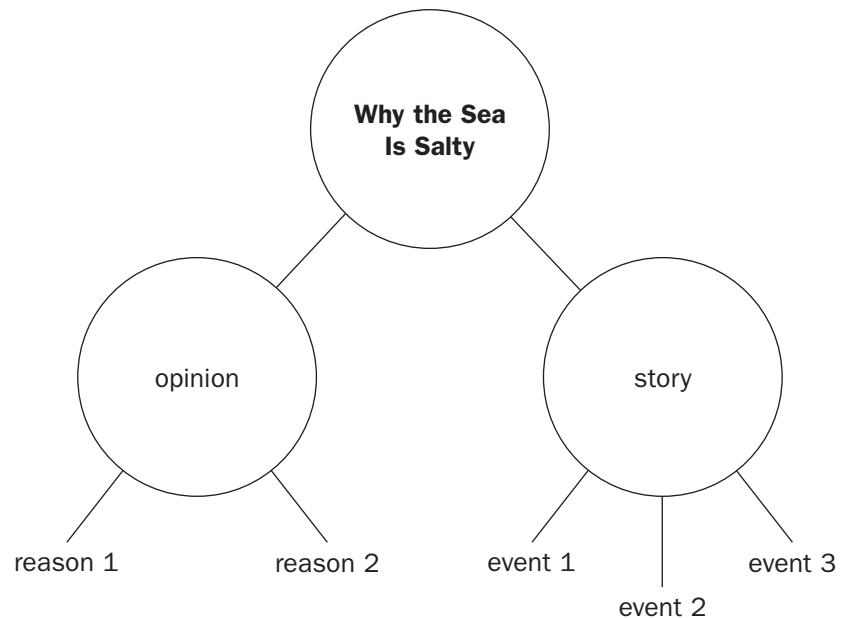 Why the Sea
Is Salty
opinion
story
reason 1
reason 2
event 1
event 2
event 3